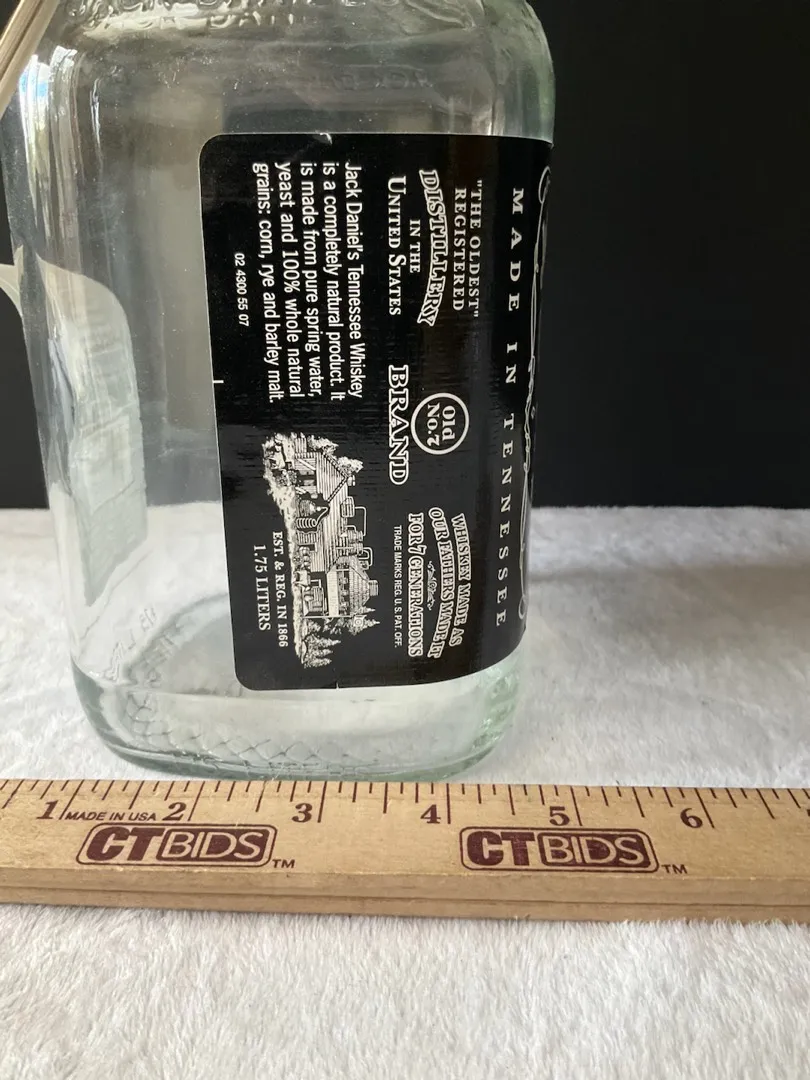 MADE IN TENNESSEE
"THE OLDEST"
REGISTERED
DISTILLERY
IN THE
UNITED STATES
Old
No.7
BRAND
WHISKEY MADE AS
OUR FATHERS MADE IT
FOR 7 GENERATIONS
TRADE MARKS REG. U.S. PAT. OFF.
Jack Daniel's Tennessee Whiskey
is a completely natural product. It
is made from pure spring water,
yeast and 100% whole natural
grains: corn, rye and barley malt.
02 4300 55 07
EST. & REG. IN 1866
1.75 LITERS
1 MADE IN USA 2 3 4 5 6
CTBIDS™ CTBIDS™